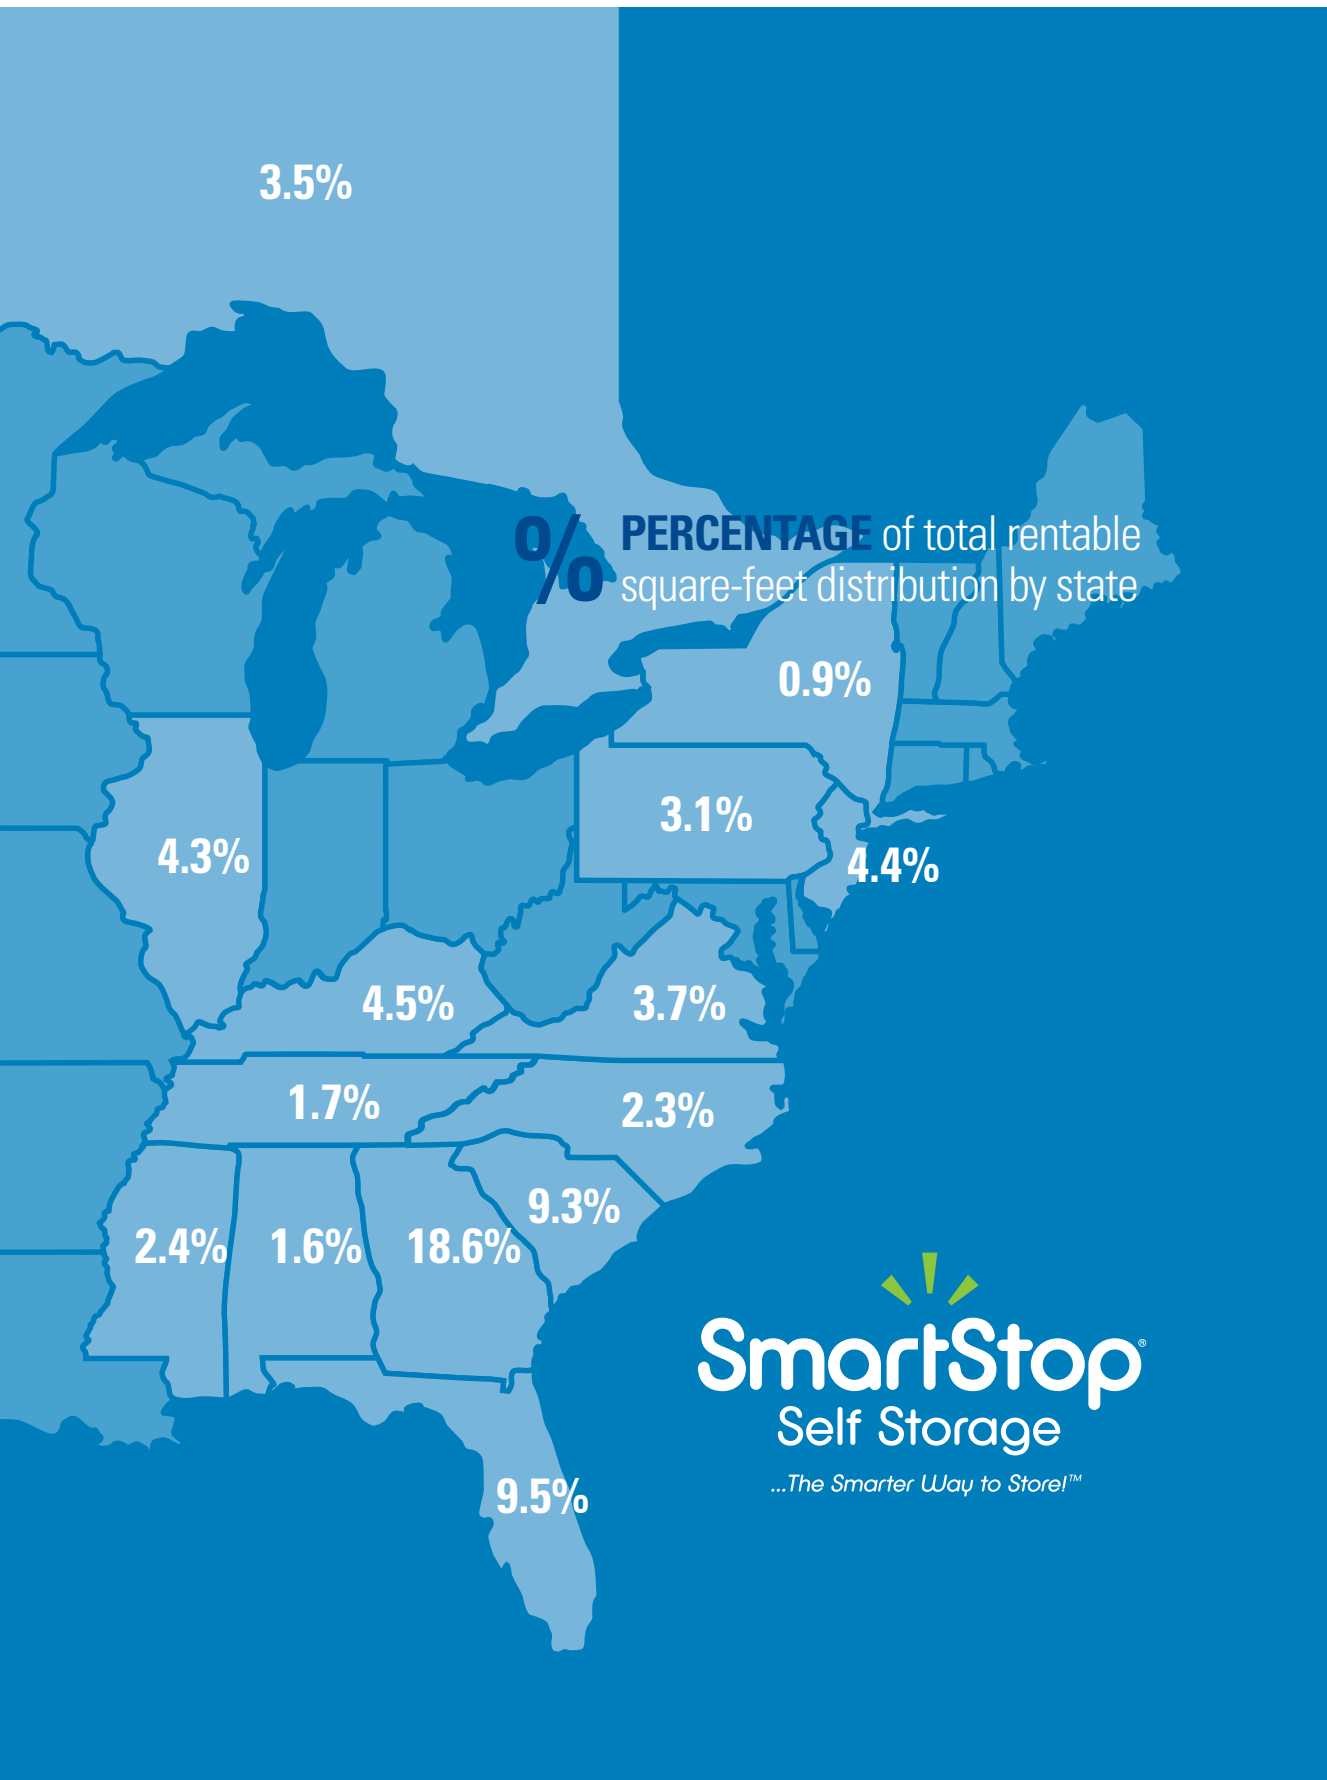 3.5%
% PERCENTAGE of total rentable
square-feet distribution by state
0.9%
3.1%
4.3%
4.4%
4.5%
3.7%
1.7%
2.3%
9.3%
2.4%
1.6%
18.6%
SmartStop®
Self Storage
...The Smarter Way to Store!™
9.5%